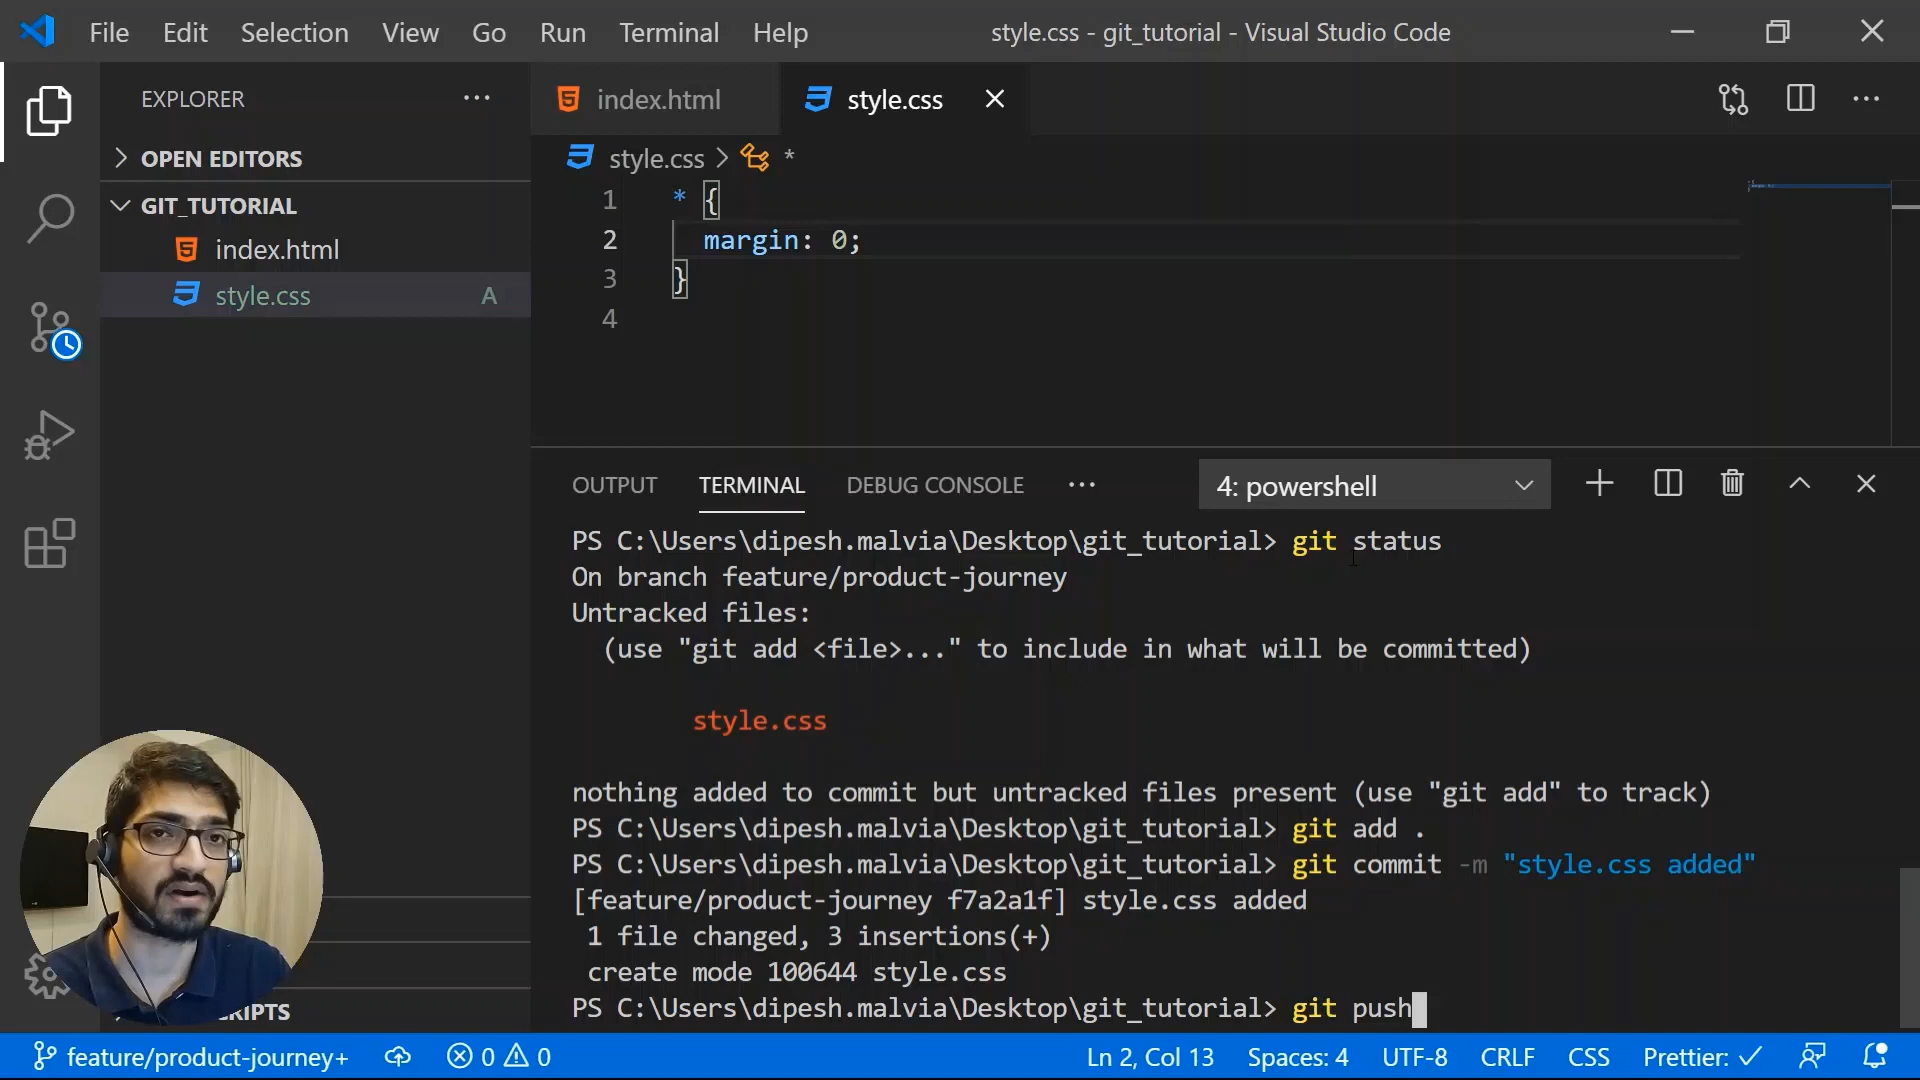 File Edit Selection View Go Run Terminal Help style.css - git_tutorial - Visual Studio Code
EXPLORER
OPEN EDITORS
GIT_TUTORIAL
index.html
style.css A
index.html style.css
style.css > *
1 * {
2 margin: 0;
3 }
4
OUTPUT TERMINAL DEBUG CONSOLE ... 4: powershell
PS C:\Users\dipesh.malvia\Desktop\git_tutorial> git status
On branch feature/product-journey
Untracked files:
(use "git add <file>..." to include in what will be committed)
style.css
nothing added to commit but untracked files present (use "git add" to track)
PS C:\Users\dipesh.malvia\Desktop\git_tutorial> git add .
PS C:\Users\dipesh.malvia\Desktop\git_tutorial> git commit -m "style.css added"
[feature/product-journey f7a2a1f] style.css added
1 file changed, 3 insertions(+)
create mode 100644 style.css
PS C:\Users\dipesh.malvia\Desktop\git_tutorial> git push
feature/product-journey+ 0 0 Ln 2, Col 13 Spaces: 4 UTF-8 CRLF CSS Prettier: ✓